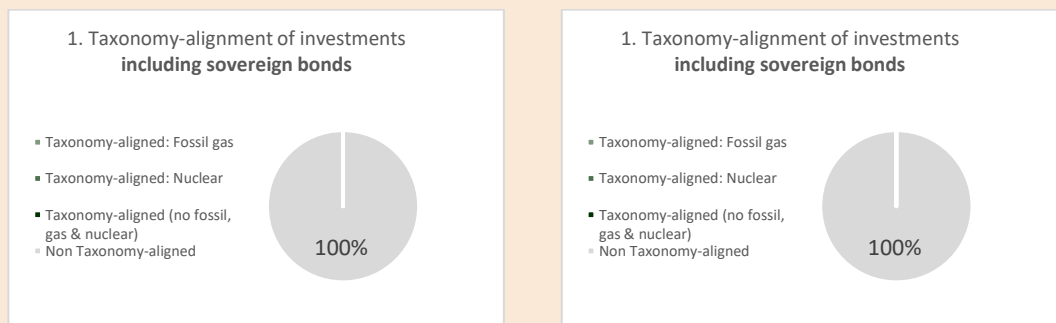 1. Taxonomy-alignment of investments
including sovereign bonds
Taxonomy-aligned: Fossil gas
Taxonomy-aligned: Nuclear
Taxonomy-aligned (no fossil,
gas & nuclear)
Non Taxonomy-aligned
100%
1. Taxonomy-alignment of investments
including sovereign bonds
Taxonomy-aligned: Fossil gas
Taxonomy-aligned: Nuclear
Taxonomy-aligned (no fossil,
gas & nuclear)
Non Taxonomy-aligned
100%